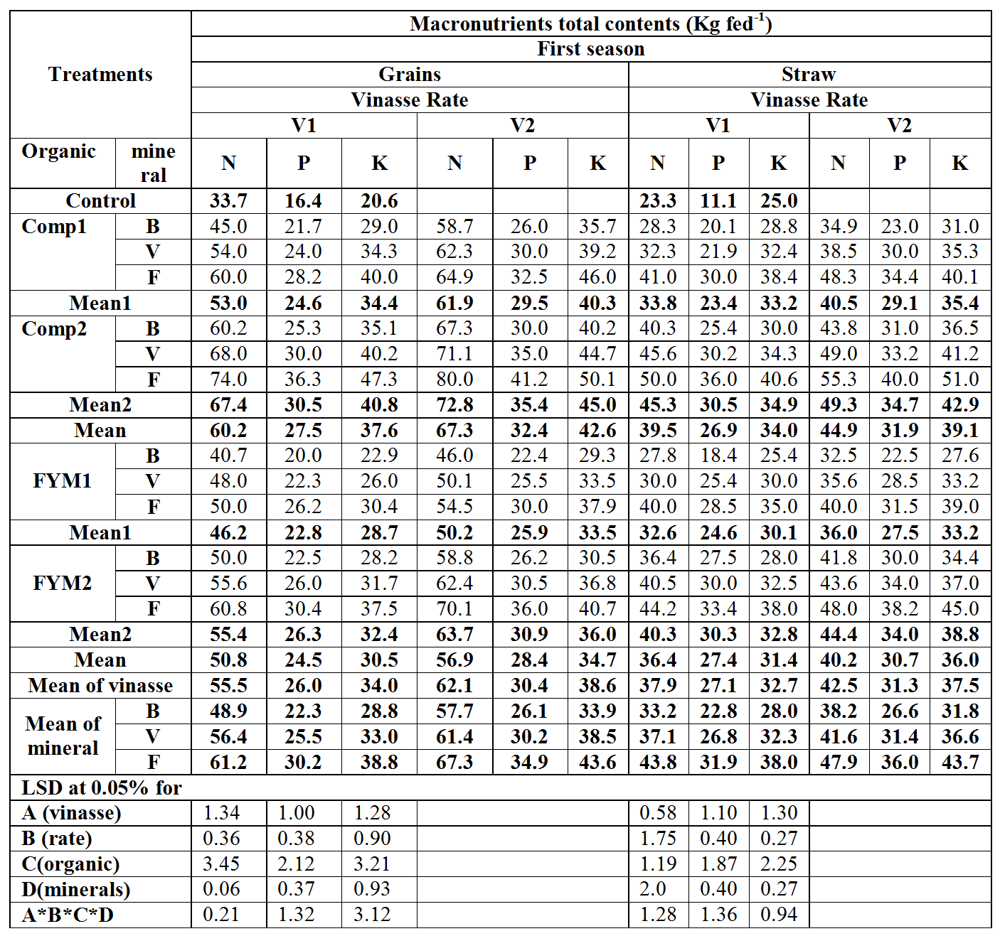 Macronutrients total contents (Kg fed-1)
First season
Treatments
Grains Straw
Vinasse Rate Vinasse Rate
V1 V2 V1 V2
Organic mine
ral N P K N P K N P K N P K
Control 33.7 16.4 20.6 23.3 11.1 25.0
Comp1 B 45.0 21.7 29.0 58.7 26.0 35.7 28.3 20.1 28.8 34.9 23.0 31.0
V 54.0 24.0 34.3 62.3 30.0 39.2 32.3 21.9 32.4 38.5 30.0 35.3
F 60.0 28.2 40.0 64.9 32.5 46.0 41.0 30.0 38.4 48.3 34.4 40.1
Mean1 53.0 24.6 34.4 61.9 29.5 40.3 33.8 23.4 33.2 40.5 29.1 35.4
Comp2 B 60.2 25.3 35.1 67.3 30.0 40.2 40.3 25.4 30.0 43.8 31.0 36.5
V 68.0 30.0 40.2 71.1 35.0 44.7 45.6 30.2 34.3 49.0 33.2 41.2
F 74.0 36.3 47.3 80.0 41.2 50.1 50.0 36.0 40.6 55.3 40.0 51.0
Mean2 67.4 30.5 40.8 72.8 35.4 45.0 45.3 30.5 34.9 49.3 34.7 42.9
Mean 60.2 27.5 37.6 67.3 32.4 42.6 39.5 26.9 34.0 44.9 31.9 39.1
B 40.7 20.0 22.9 46.0 22.4 29.3 27.8 18.4 25.4 32.5 22.5 27.6
FYM1 V 48.0 22.3 26.0 50.1 25.5 33.5 30.0 25.4 30.0 35.6 28.5 33.2
F 50.0 26.2 30.4 54.5 30.0 37.9 40.0 28.5 35.0 40.0 31.5 39.0
Mean1 46.2 22.8 28.7 50.2 25.9 33.5 32.6 24.6 30.1 36.0 27.5 33.2
B 50.0 22.5 28.2 58.8 26.2 30.5 36.4 27.5 28.0 41.8 30.0 34.4
FYM2 V 55.6 26.0 31.7 62.4 30.5 36.8 40.5 30.0 32.5 43.6 34.0 37.0
F 60.8 30.4 37.5 70.1 36.0 40.7 44.2 33.4 38.0 48.0 38.2 45.0
Mean2 55.4 26.3 32.4 63.7 30.9 36.0 40.3 30.3 32.8 44.4 34.0 38.8
Mean 50.8 24.5 30.5 56.9 28.4 34.7 36.4 27.4 31.4 40.2 30.7 36.0
Mean of vinasse 55.5 26.0 34.0 62.1 30.4 38.6 37.9 27.1 32.7 42.5 31.3 37.5
Mean of
mineral B 48.9 22.3 28.8 57.7 26.1 33.9 33.2 22.8 28.0 38.2 26.6 31.8
V 56.4 25.5 33.0 61.4 30.2 38.5 37.1 26.8 32.3 41.6 31.4 36.6
F 61.2 30.2 38.8 67.3 34.9 43.6 43.8 31.9 38.0 47.9 36.0 43.7
LSD at 0.05% for
A (vinasse) 1.34 1.00 1.28 0.58 1.10 1.30
B (rate) 0.36 0.38 0.90 1.75 0.40 0.27
C(organic) 3.45 2.12 3.21 1.19 1.87 2.25
D(minerals) 0.06 0.37 0.93 2.0 0.40 0.27
A*B*C*D 0.21 1.32 3.12 1.28 1.36 0.94